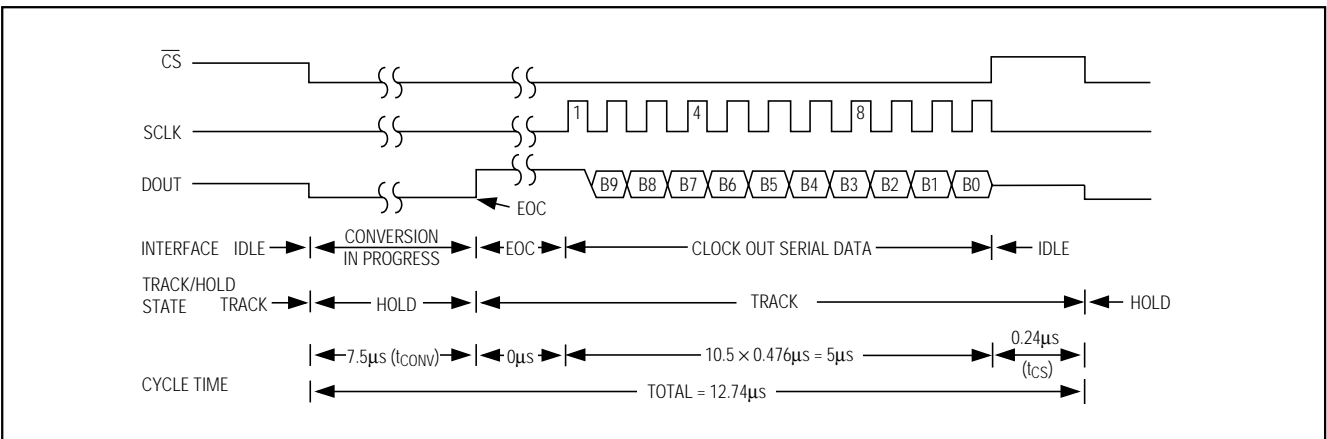 CS
SCLK
1 4 8
DOUT
B9 B8 B7 B6 B5 B4 B3 B2 B1 B0
EOC
INTERFACE IDLE
CONVERSION
IN PROGRESS
EOC
CLOCK OUT SERIAL DATA
IDLE
TRACK/HOLD
STATE TRACK
HOLD
TRACK
HOLD
7.5µs (tCONV)
0µs
10.5 × 0.476µs = 5µs
0.24µs
(tCS)
CYCLE TIME
TOTAL = 12.74µs